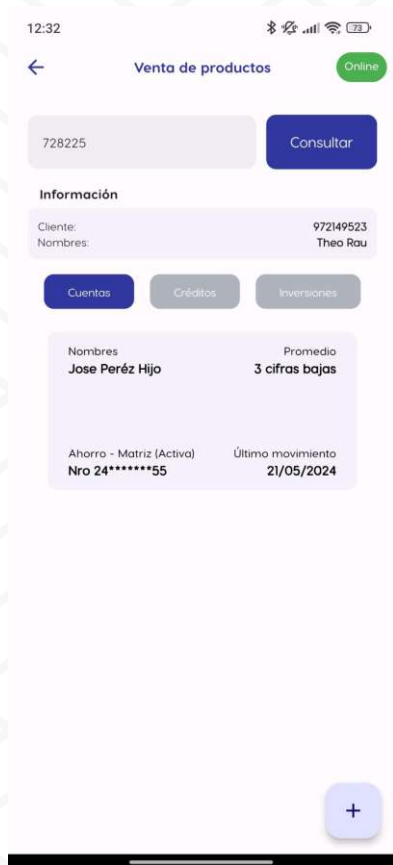 12:32
73
Venta de productos
Online
728225
Consultar
Información
Cliente: 972149523
Nombres: Theo Rau
Cuentas Créditos Inversiones
Nombres Promedio
Jose Peréz Hijo 3 cifras bajas
Ahorro - Matriz (Activa) Último movimiento
Nro 24*******55 21/05/2024
+